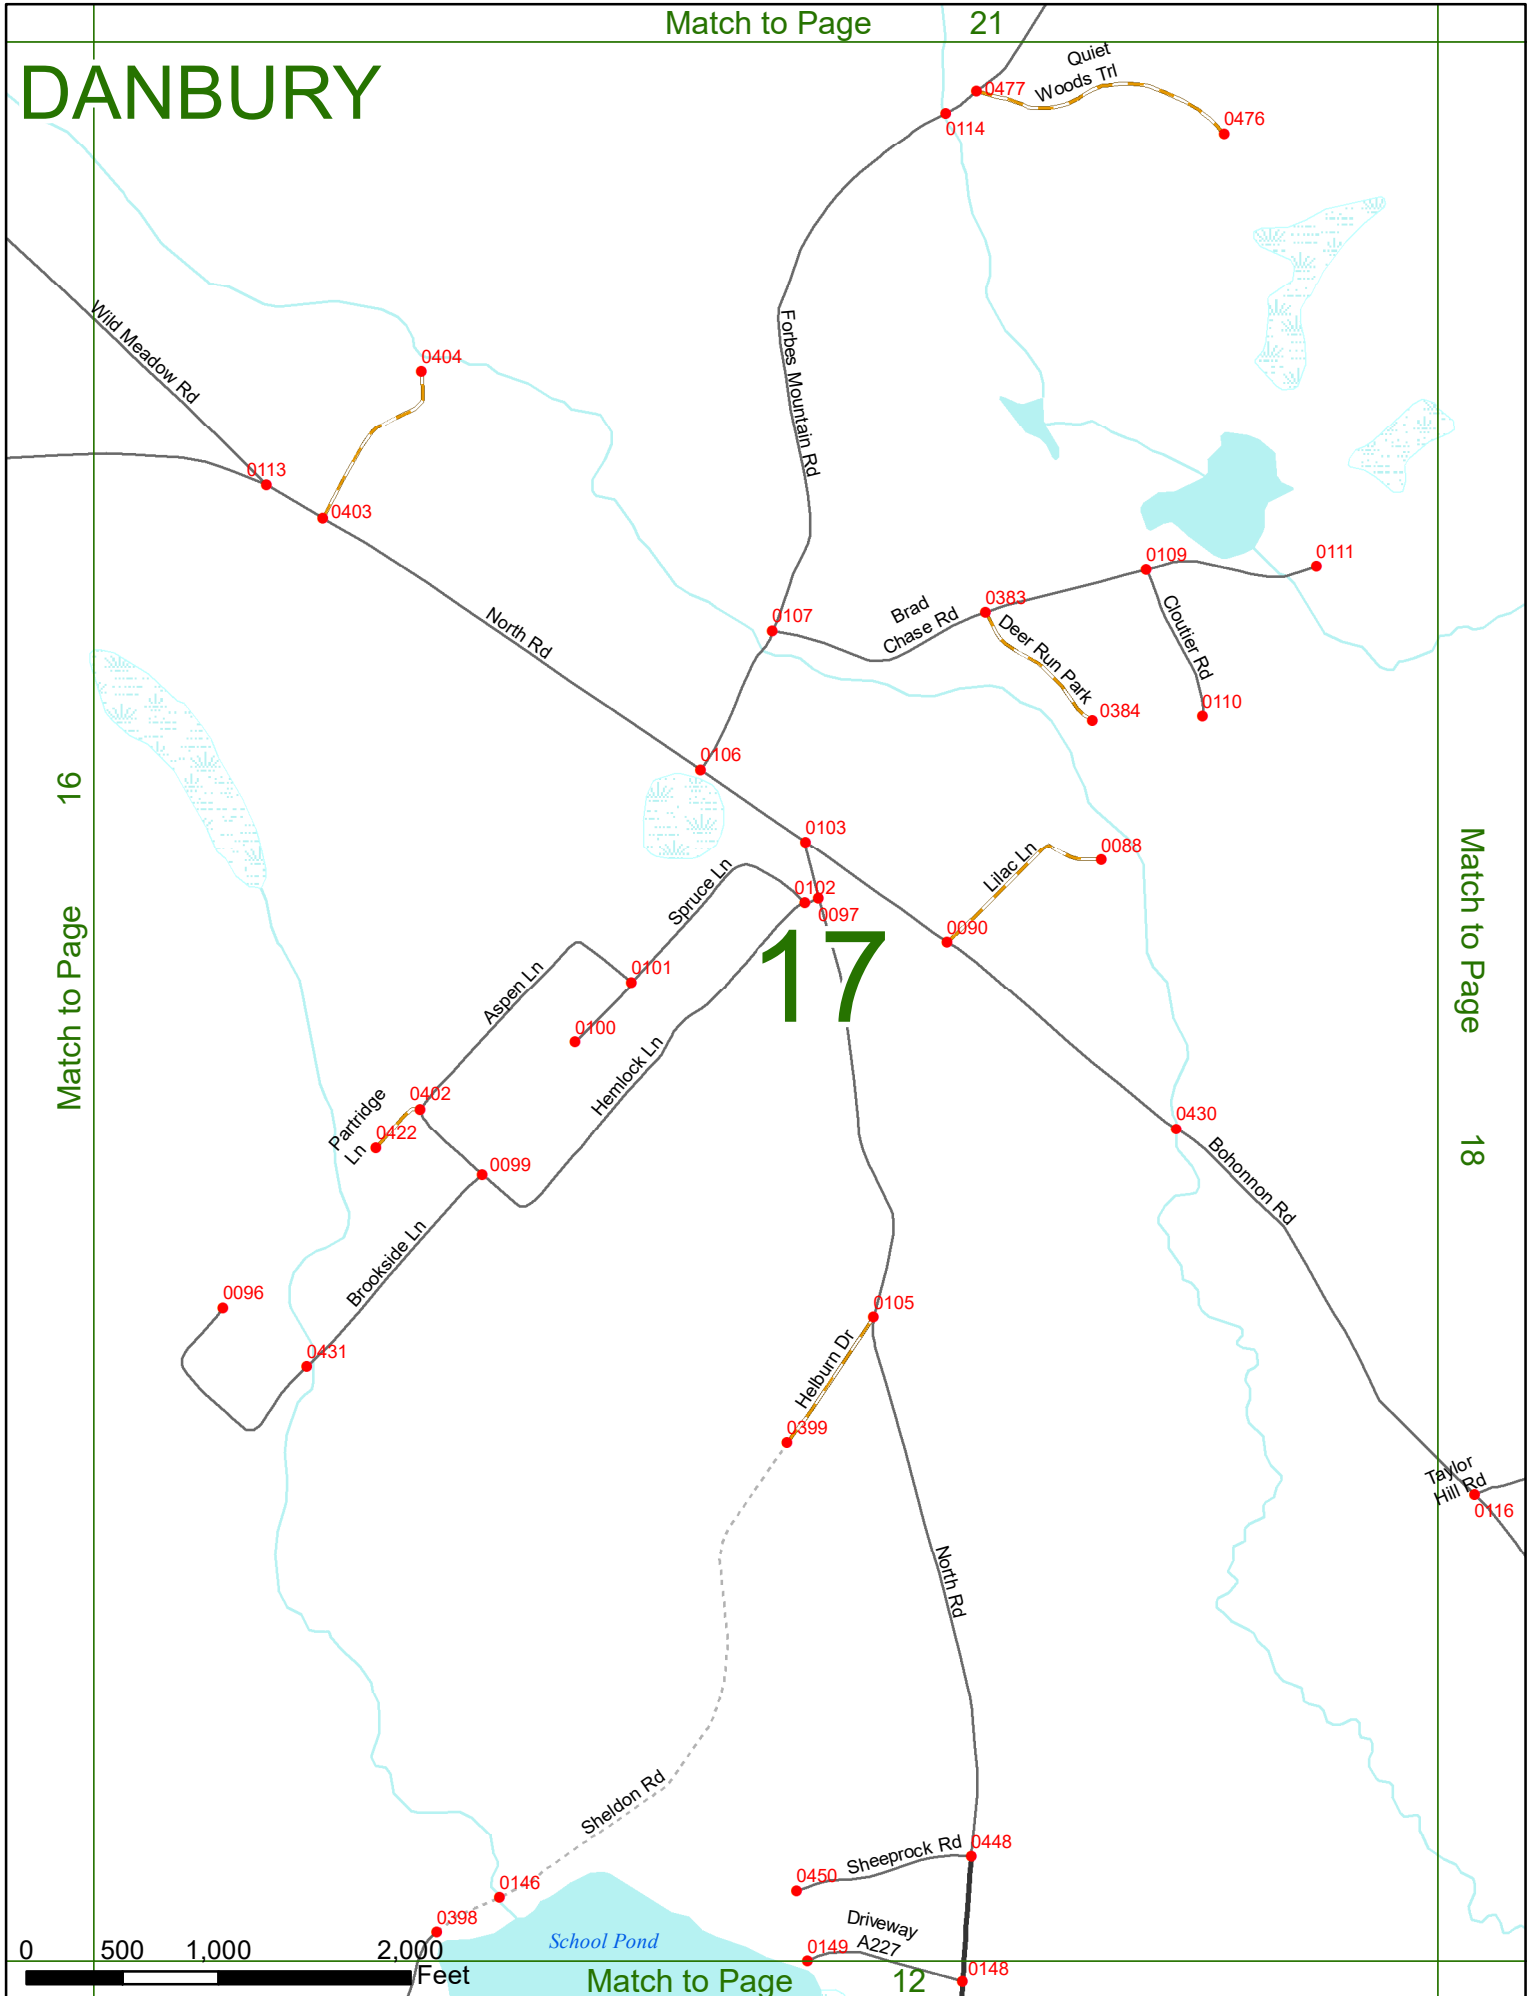 Match to Page 21
DANBURY
Quiet
Woods Trl
0477
0476
0114
Wild Meadow Rd
Forbes Mountain Rd
0404
0113
0403
North Rd
0107
Brad
Chase Rd
0383
Deer Run Park
0384
0109
0111
Cloutier Rd
0110
0106
0103
Match to Page 16
Match to Page 18
Lilac Ln
0088
0090
Spruce Ln
0102
0097
17
Aspen Ln
0101
0100
Hemlock Ln
Partridge
Ln
0402
0422
0099
0430
Bohonnon Rd
Brookside Ln
0096
0431
0105
Helburn Dr
0399
Taylor
Hill Rd
0116
North Rd
Sheldon Rd
Sheeprock Rd
0448
0450
0146
0398
Driveway
A227
0149
0148
School Pond
0 500 1,000 2,000
Feet
Match to Page 12